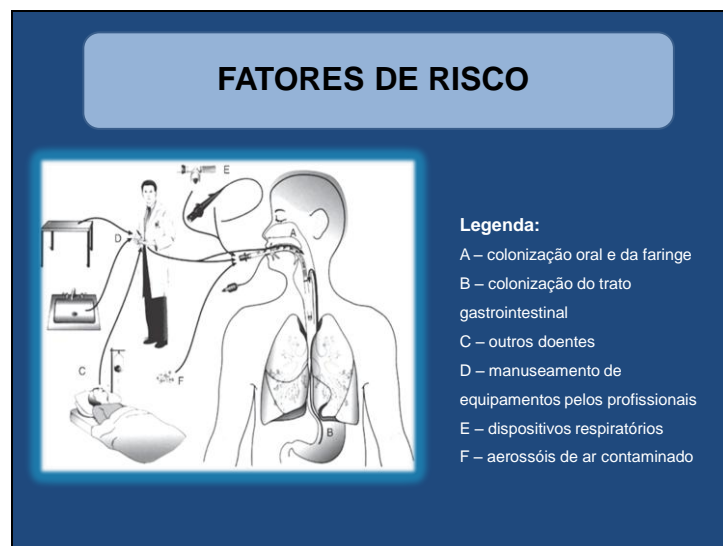 FATORES DE RISCO
E
A
D
C
F
B
Legenda:
A – colonização oral e da faringe
B – colonização do trato
gastrointestinal
C – outros doentes
D – manuseamento de
equipamentos pelos profissionais
E – dispositivos respiratórios
F – aerossóis de ar contaminado